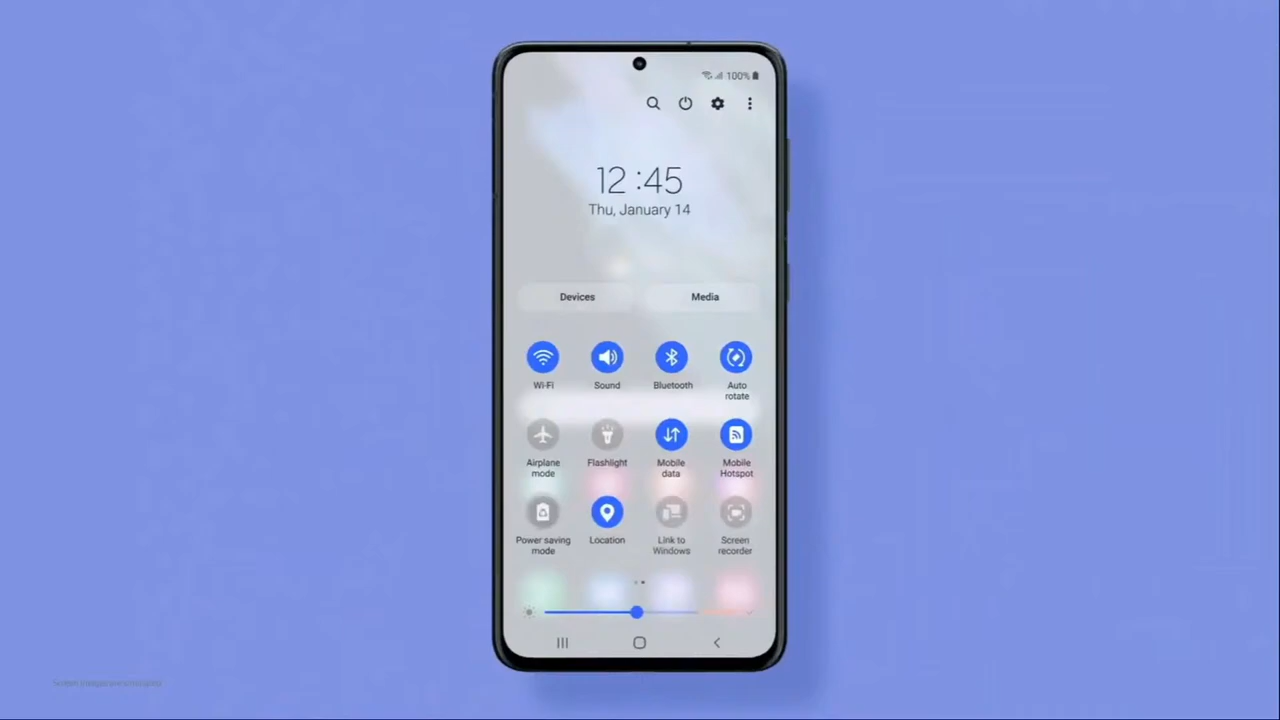 100%
12:45
Thu, January 14
Devices
Media
Wi-Fi
Sound
Bluetooth
Auto
rotate
Airplane
mode
Flashlight
Mobile
data
Mobile
Hotspot
Power saving
mode
Location
Link to
Windows
Screen
recorder